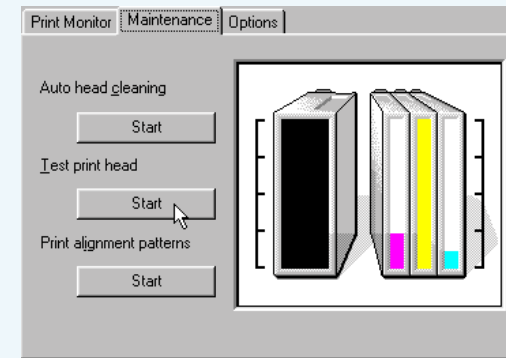 Print Monitor Maintenance Options
Auto head cleaning
Start
Test print head
Start
Print alignment patterns
Start